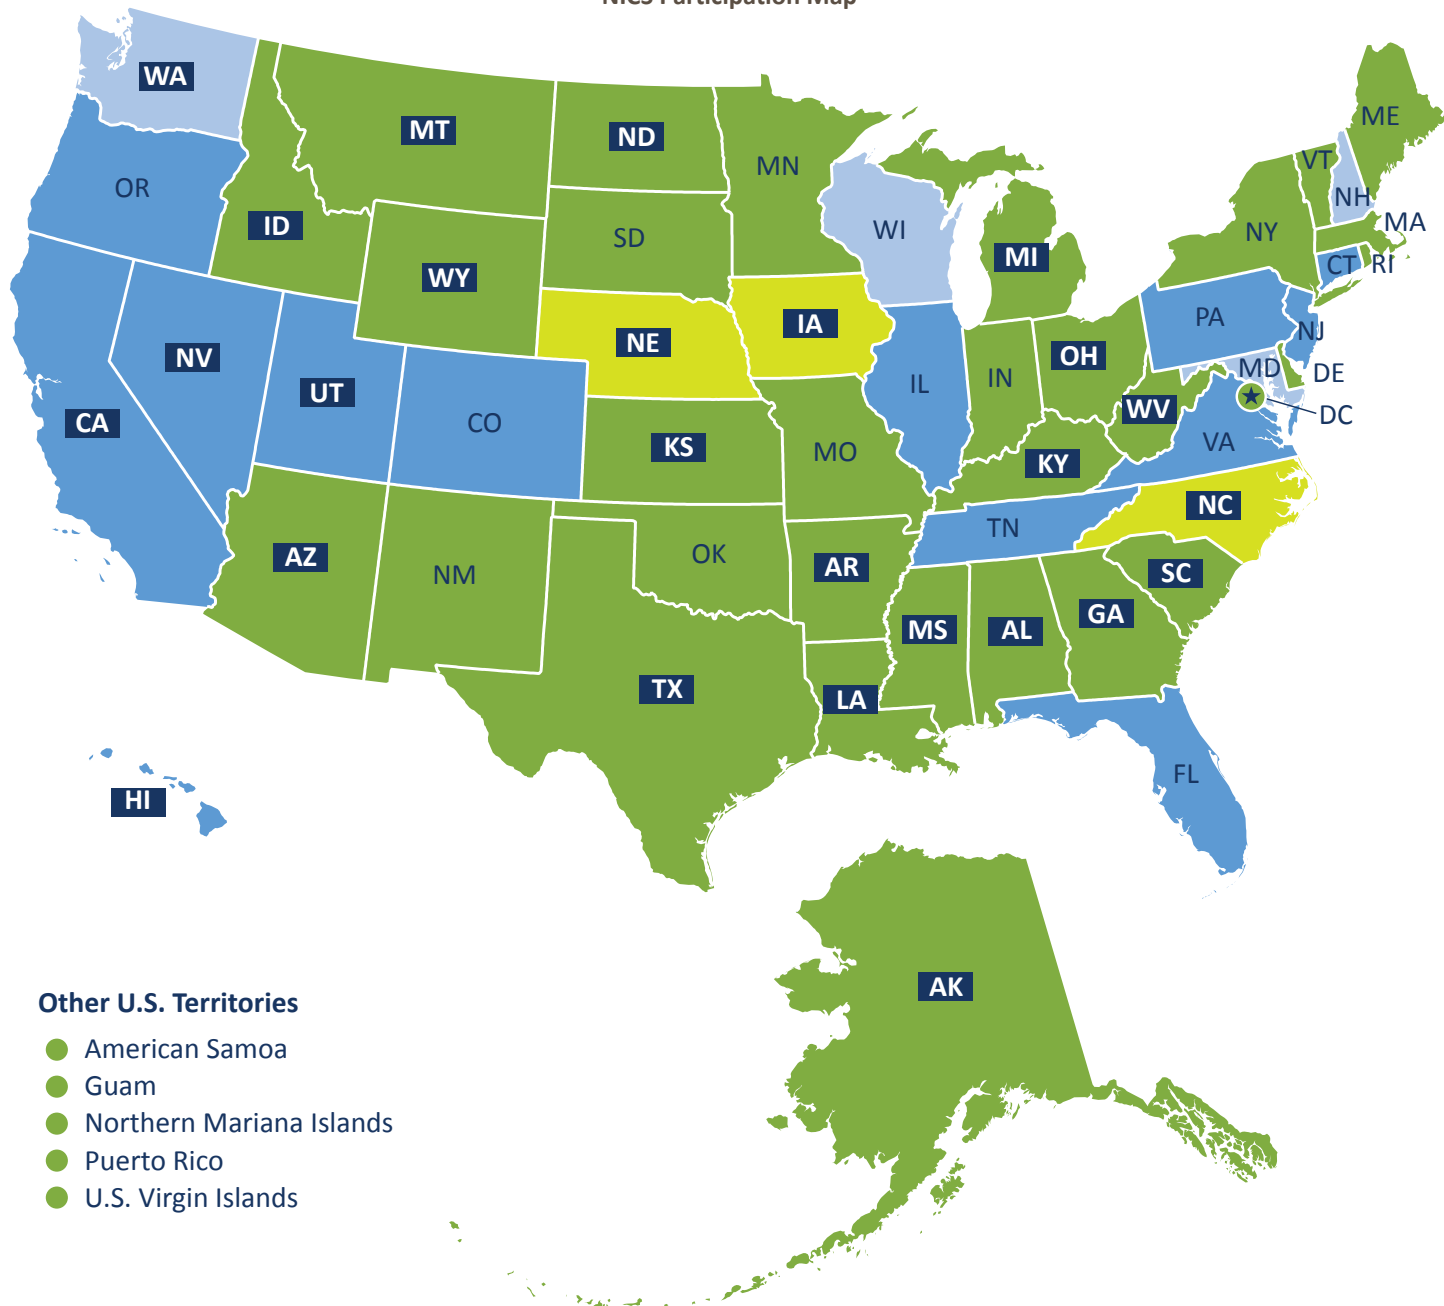 NICS Participation Map
WA
MT
ND
MN
ME
VT
NH
OR
ID
SD
WI
NY
MA
WY
MI
CT
RI
NV
NE
IA
PA
NJ
OH
UT
IL
IN
MD
DE
CA
CO
WV
DC
KS
MO
KY
VA
TN
NC
AZ
NM
OK
AR
SC
MS
AL
GA
TX
LA
FL
HI
AK
Other U.S. Territories
American Samoa
Guam
Northern Mariana Islands
Puerto Rico
U.S. Virgin Islands